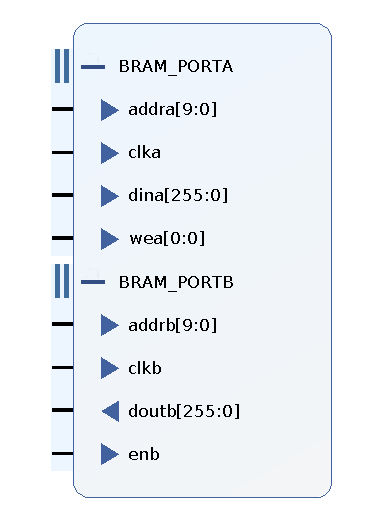 BRAM_PORTA
addra[9:0]
clka
dina[255:0]
wea[0:0]
BRAM_PORTB
addrb[9:0]
clkb
doutb[255:0]
enb